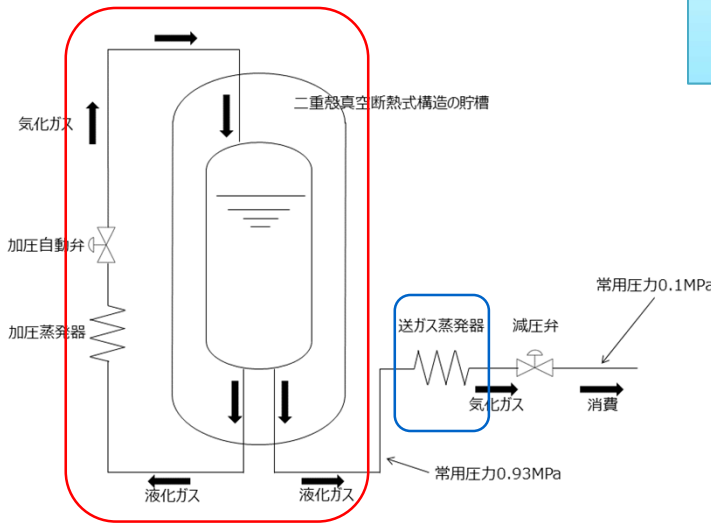 二重殻真空断熱式構造の貯槽
気化ガス
加圧自動弁
加圧蒸発器
常用圧力0.1MPa
送ガス蒸発器
減圧弁
気化ガス
消費
常用圧力0.93MPa
液化ガス
液化ガス